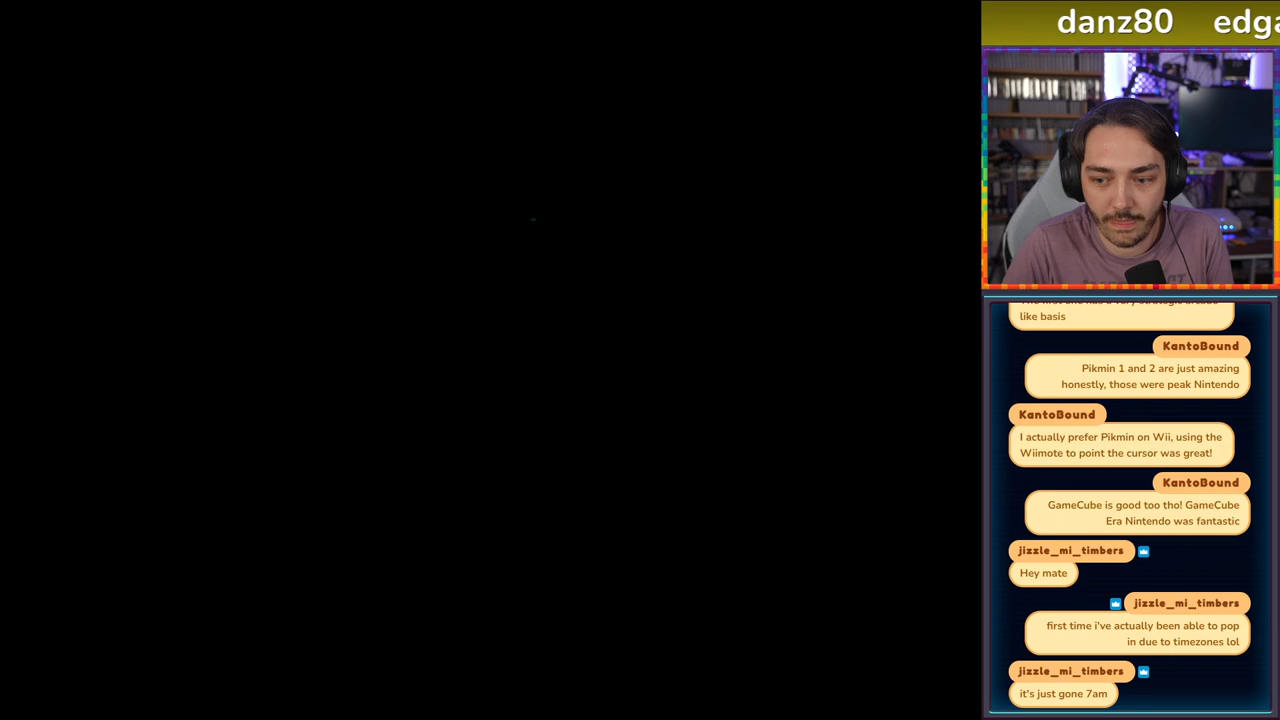 danz80 edga
like basis
KantoBound
Pikmin 1 and 2 are just amazing
honestly, those were peak Nintendo
KantoBound
I actually prefer Pikmin on Wii, using the
Wiimote to point the cursor was great!
KantoBound
GameCube is good too tho! GameCube
Era Nintendo was fantastic
jizzle_mi_timbers
Hey mate
jizzle_mi_timbers
first time i've actually been able to pop
in due to timezones lol
jizzle_mi_timbers
it's just gone 7am